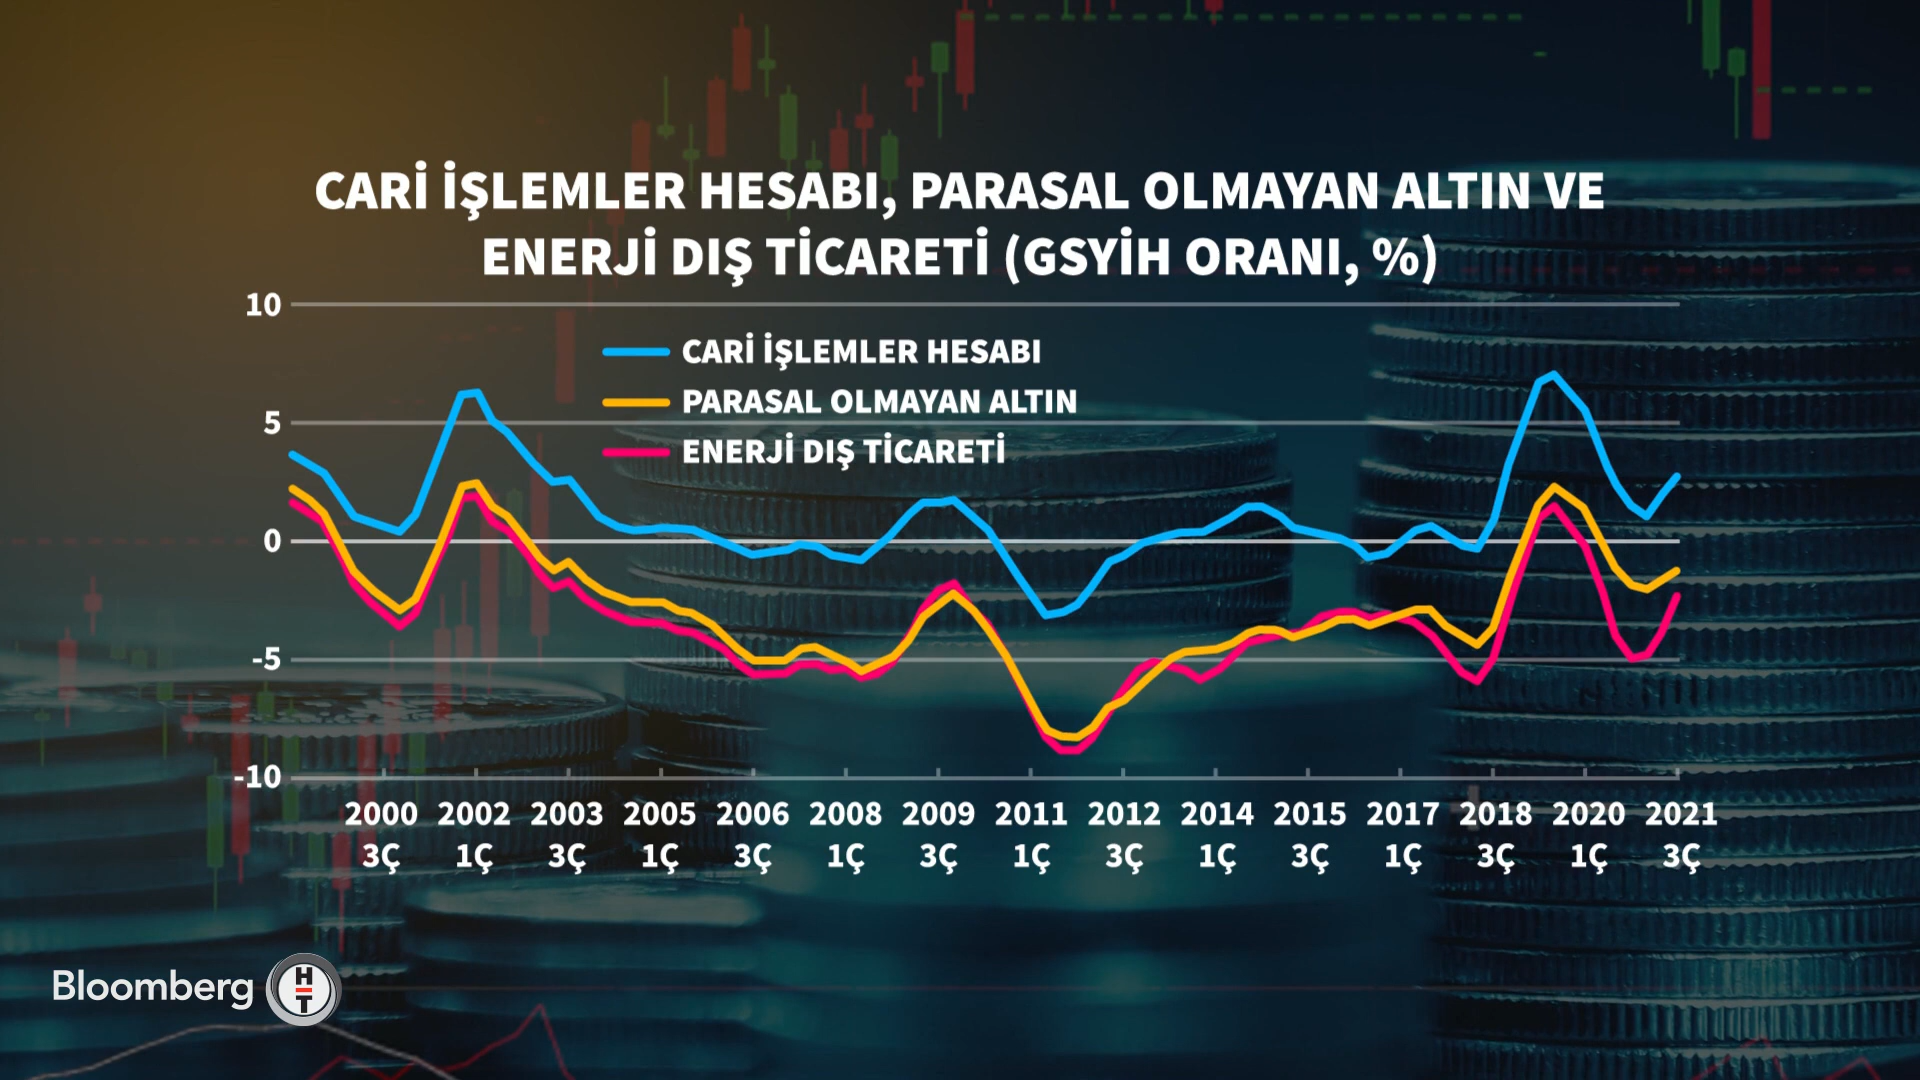 CARİ İŞLEMLER HESABI, PARASAL OLMAYAN ALTIN VE
ENERJİ DIŞ TİCARETİ (GSYİH ORANI, %)
10
CARİ İŞLEMLER HESABI
PARASAL OLMAYAN ALTIN
5
ENERJİ DIŞ TİCARETİ
0
-5
-10
2000 2002 2003 2005 2006 2008 2009 2011 2012 2014 2015 2017 2018 2020 2021
3Ç 1Ç 3Ç 1Ç 3Ç 1Ç 3Ç 1Ç 3Ç 1Ç 3Ç 1Ç 3Ç 1Ç 3Ç
Bloomberg HT